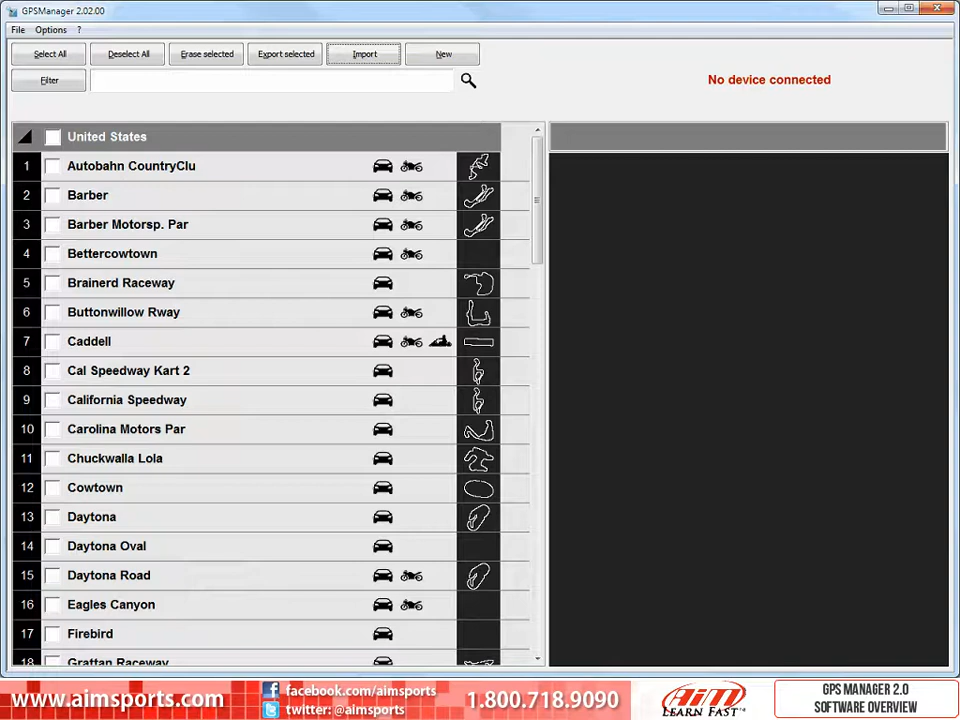 GPSManager 2.02.00
File Options ?
Select All Deselect All Erase selected Export selected Import New
Filter
No device connected
United States
1 Autobahn CountryClu
2 Barber
3 Barber Motorsp. Par
4 Bettercowtown
5 Brainerd Raceway
6 Buttonwillow Rway
7 Caddell
8 Cal Speedway Kart 2
9 California Speedway
10 Carolina Motors Par
11 Chuckwalla Lola
12 Cowtown
13 Daytona
14 Daytona Oval
15 Daytona Road
16 Eagles Canyon
17 Firebird
18 Grattan Raceway
www.aimsports.com
facebook.com/aimsports
twitter: @aimsports
1.800.718.9090
AiM
LEARN FAST
GPS MANAGER 2.0
SOFTWARE OVERVIEW